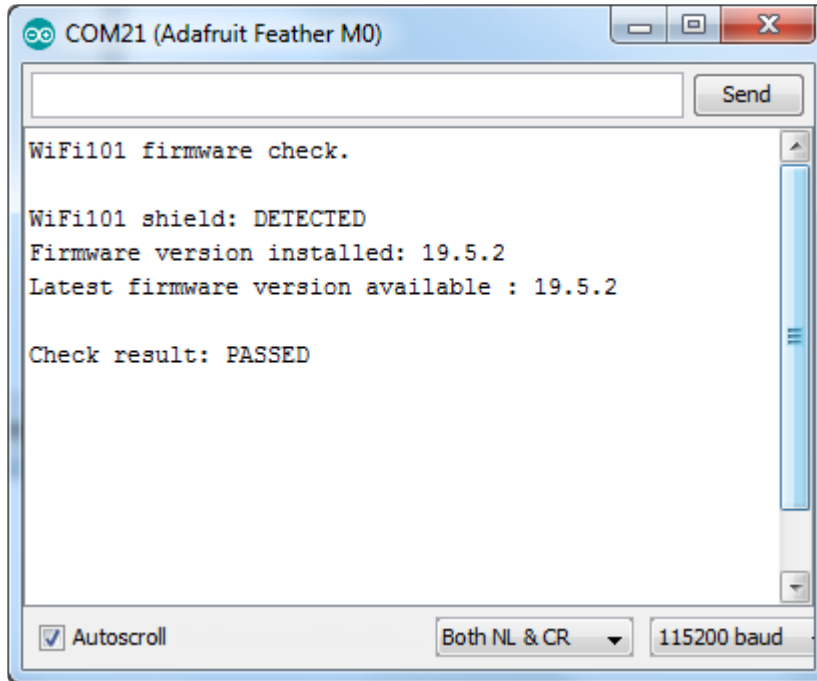 COM21 (Adafruit Feather M0)
Send
WiFi101 firmware check.
WiFi101 shield: DETECTED
Firmware version installed: 19.5.2
Latest firmware version available : 19.5.2
Check result: PASSED
Autoscroll
Both NL & CR
115200 baud